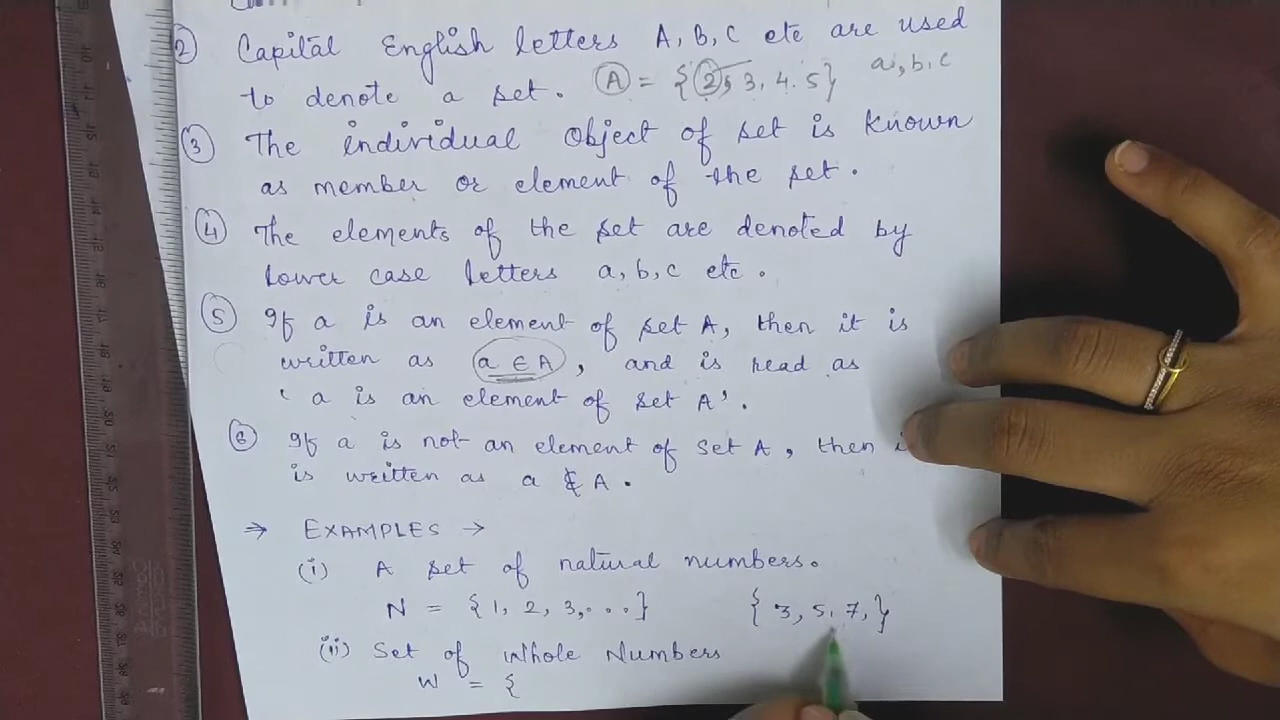 ② Capital English letters A, B, C etc are used
to denote a set. A = {2, 3, 4. 5} a, b, c
③ The individual object of set is known
as member or element of the set.
④ The elements of the set are denoted by
lower case letters a, b, c etc.
⑤ If a is an element of set A, then it is
written as a ∈ A, and is read as
' a is an element of set A'.
⑥ If a is not an element of set A, then
is written as a ∉ A.
⇒ EXAMPLES →
(i) A set of natural numbers.
N = {1, 2, 3, . . .} { 3, 5, 7, }
(ii) Set of Whole Numbers
W = {